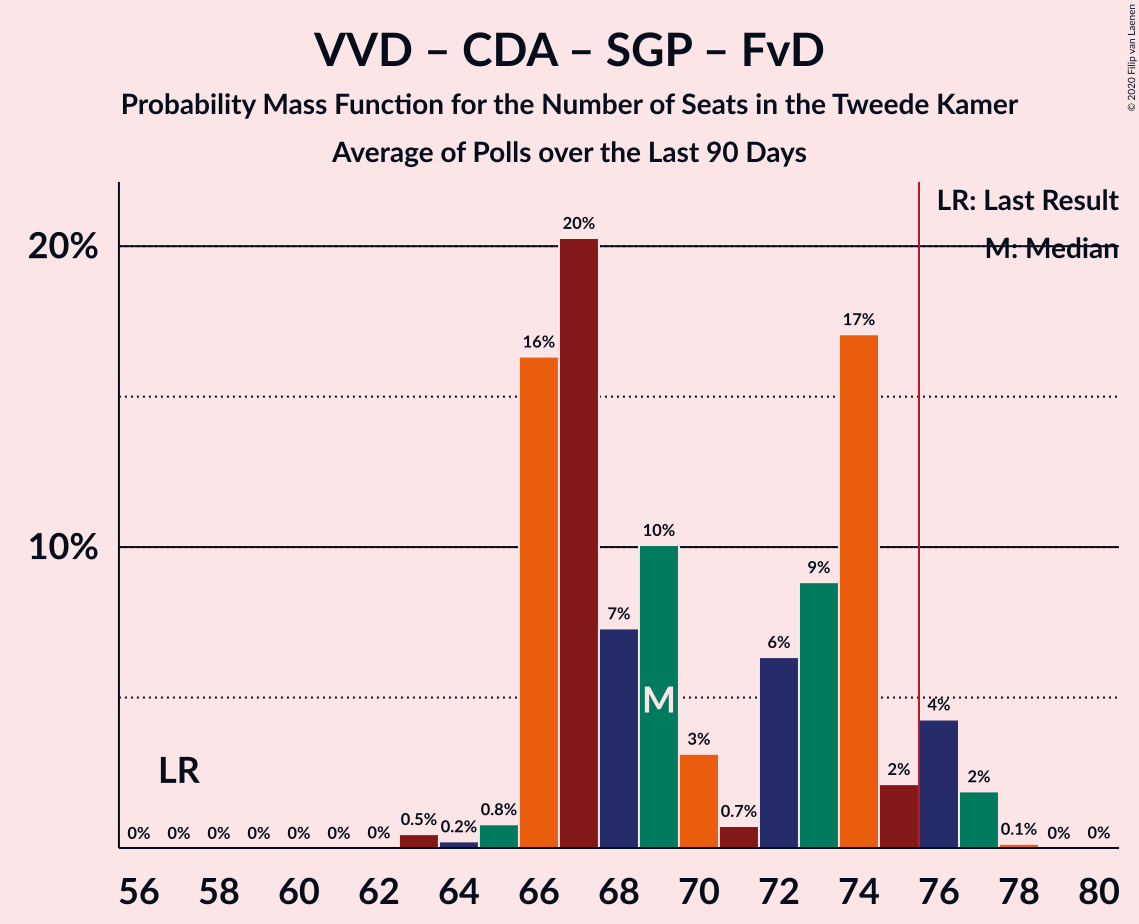 VVD – CDA – SGP – FvD
Probability Mass Function for the Number of Seats in the Tweede Kamer
Average of Polls over the Last 90 Days
© 2020 Filip van Laenen
LR: Last Result
M: Median
20%
10%
0% 0% 0% 0% 0% 0% 0% 0.5% 0.2% 0.8% 16% 20% 7% 10% 3% 0.7% 6% 9% 17% 2% 4% 2% 0.1% 0% 0%
LR
M
56 58 60 62 64 66 68 70 72 74 76 78 80